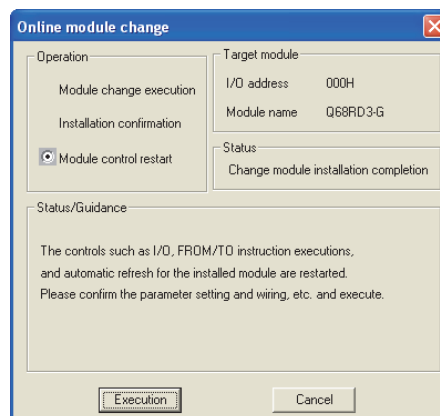 Online module change
Operation
Module change execution
Installation confirmation
Module control restart
Target module
I/O address 000H
Module name Q68RD3-G
Status
Change module installation completion
Status/Guidance
The controls such as I/O, FROM/TO instruction executions,
and automatic refresh for the installed module are restarted.
Please confirm the parameter setting and wiring, etc. and execute.
Execution Cancel